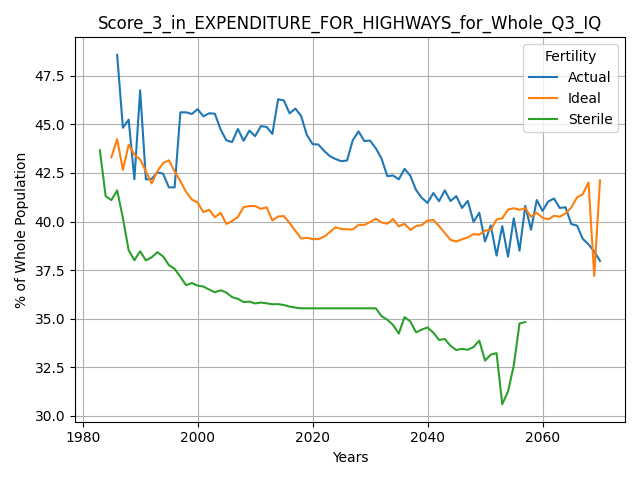 Score_3_in_EXPENDITURE_FOR_HIGHWAYS_for_Whole_Q3_IQ
Fertility
Actual
Ideal
Sterile
% of Whole Population
47.5
45.0
42.5
40.0
37.5
35.0
32.5
30.0
1980 2000 2020 2040 2060
Years